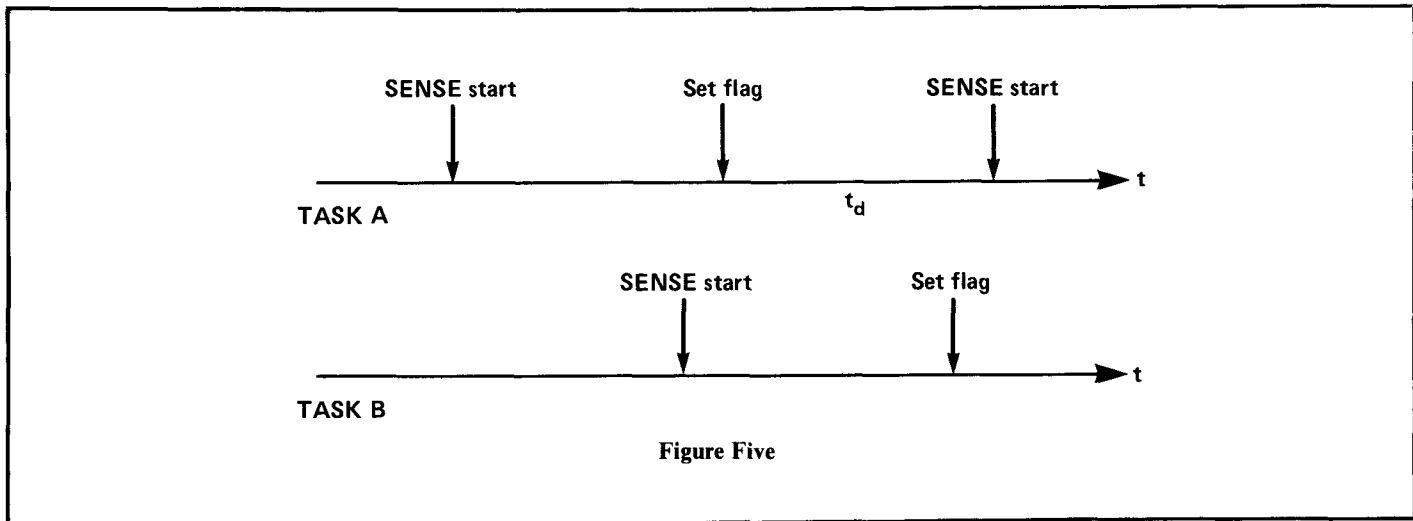 SENSE start Set flag SENSE start
t
t_d
TASK A
SENSE start Set flag
t
TASK B
Figure Five